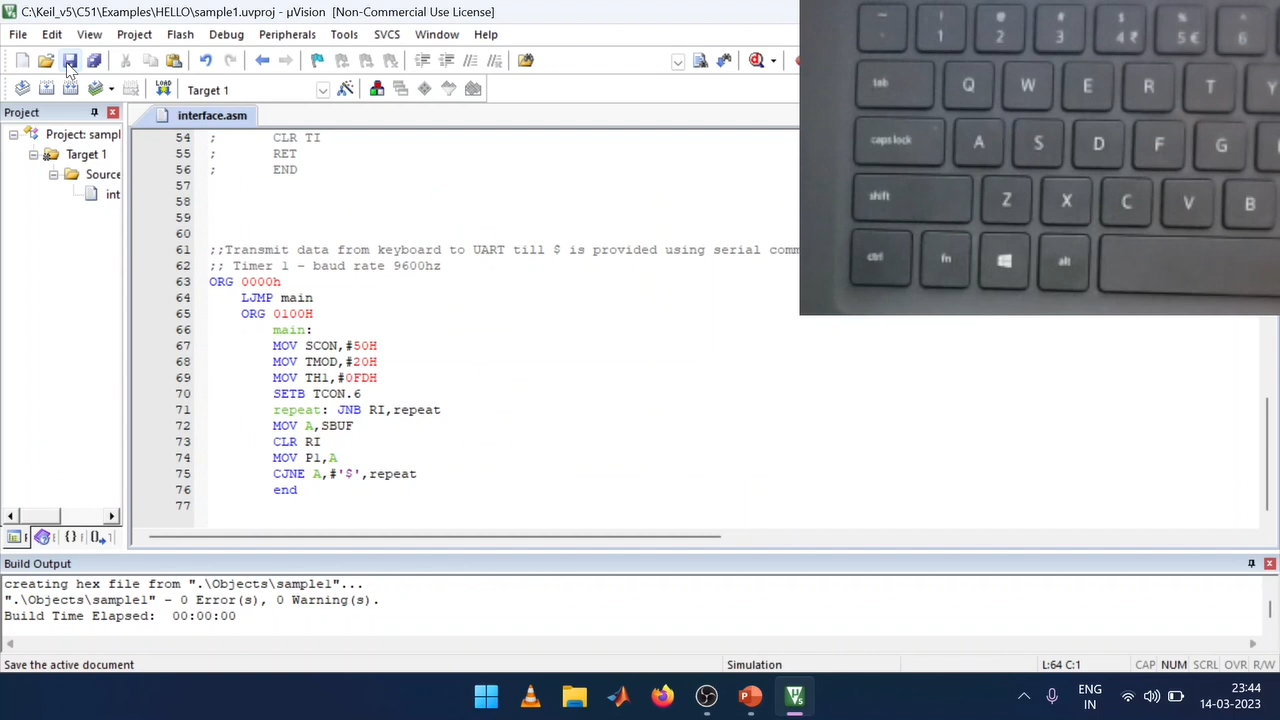 C:\Keil_v5\C51\Examples\HELLO\sample1.uvproj - µVision [Non-Commercial Use License]
File Edit View Project Flash Debug Peripherals Tools SVCS Window Help
LOAD Target 1
Project
Project: sampl
Target 1
Source
int
interface.asm
54 ; CLR TI
55 ; RET
56 ; END
57
58
59
60
61 ;;Transmit data from keyboard to UART till $ is provided using serial comm
62 ;; Timer 1 - baud rate 9600hz
63 ORG 0000h
64 LJMP main
65 ORG 0100H
66 main:
67 MOV SCON,#50H
68 MOV TMOD,#20H
69 MOV TH1,#0FDH
70 SETB TCON.6
71 repeat: JNB RI,repeat
72 MOV A,SBUF
73 CLR RI
74 MOV P1,A
75 CJNE A,#'$',repeat
76 end
77
Build Output
creating hex file from ".\Objects\sample1"...
".\Objects\sample1" - 0 Error(s), 0 Warning(s).
Build Time Elapsed: 00:00:00
Save the active document Simulation L:64 C:1 CAP NUM SCRL OVR R/W
ENG
IN
23:44
14-03-2023
~ ! @ # $ %
1 2 3 4 ₹ 5 € 6
tab Q W E R T Y
caps lock A S D F G
shift Z X C V B
ctrl fn alt